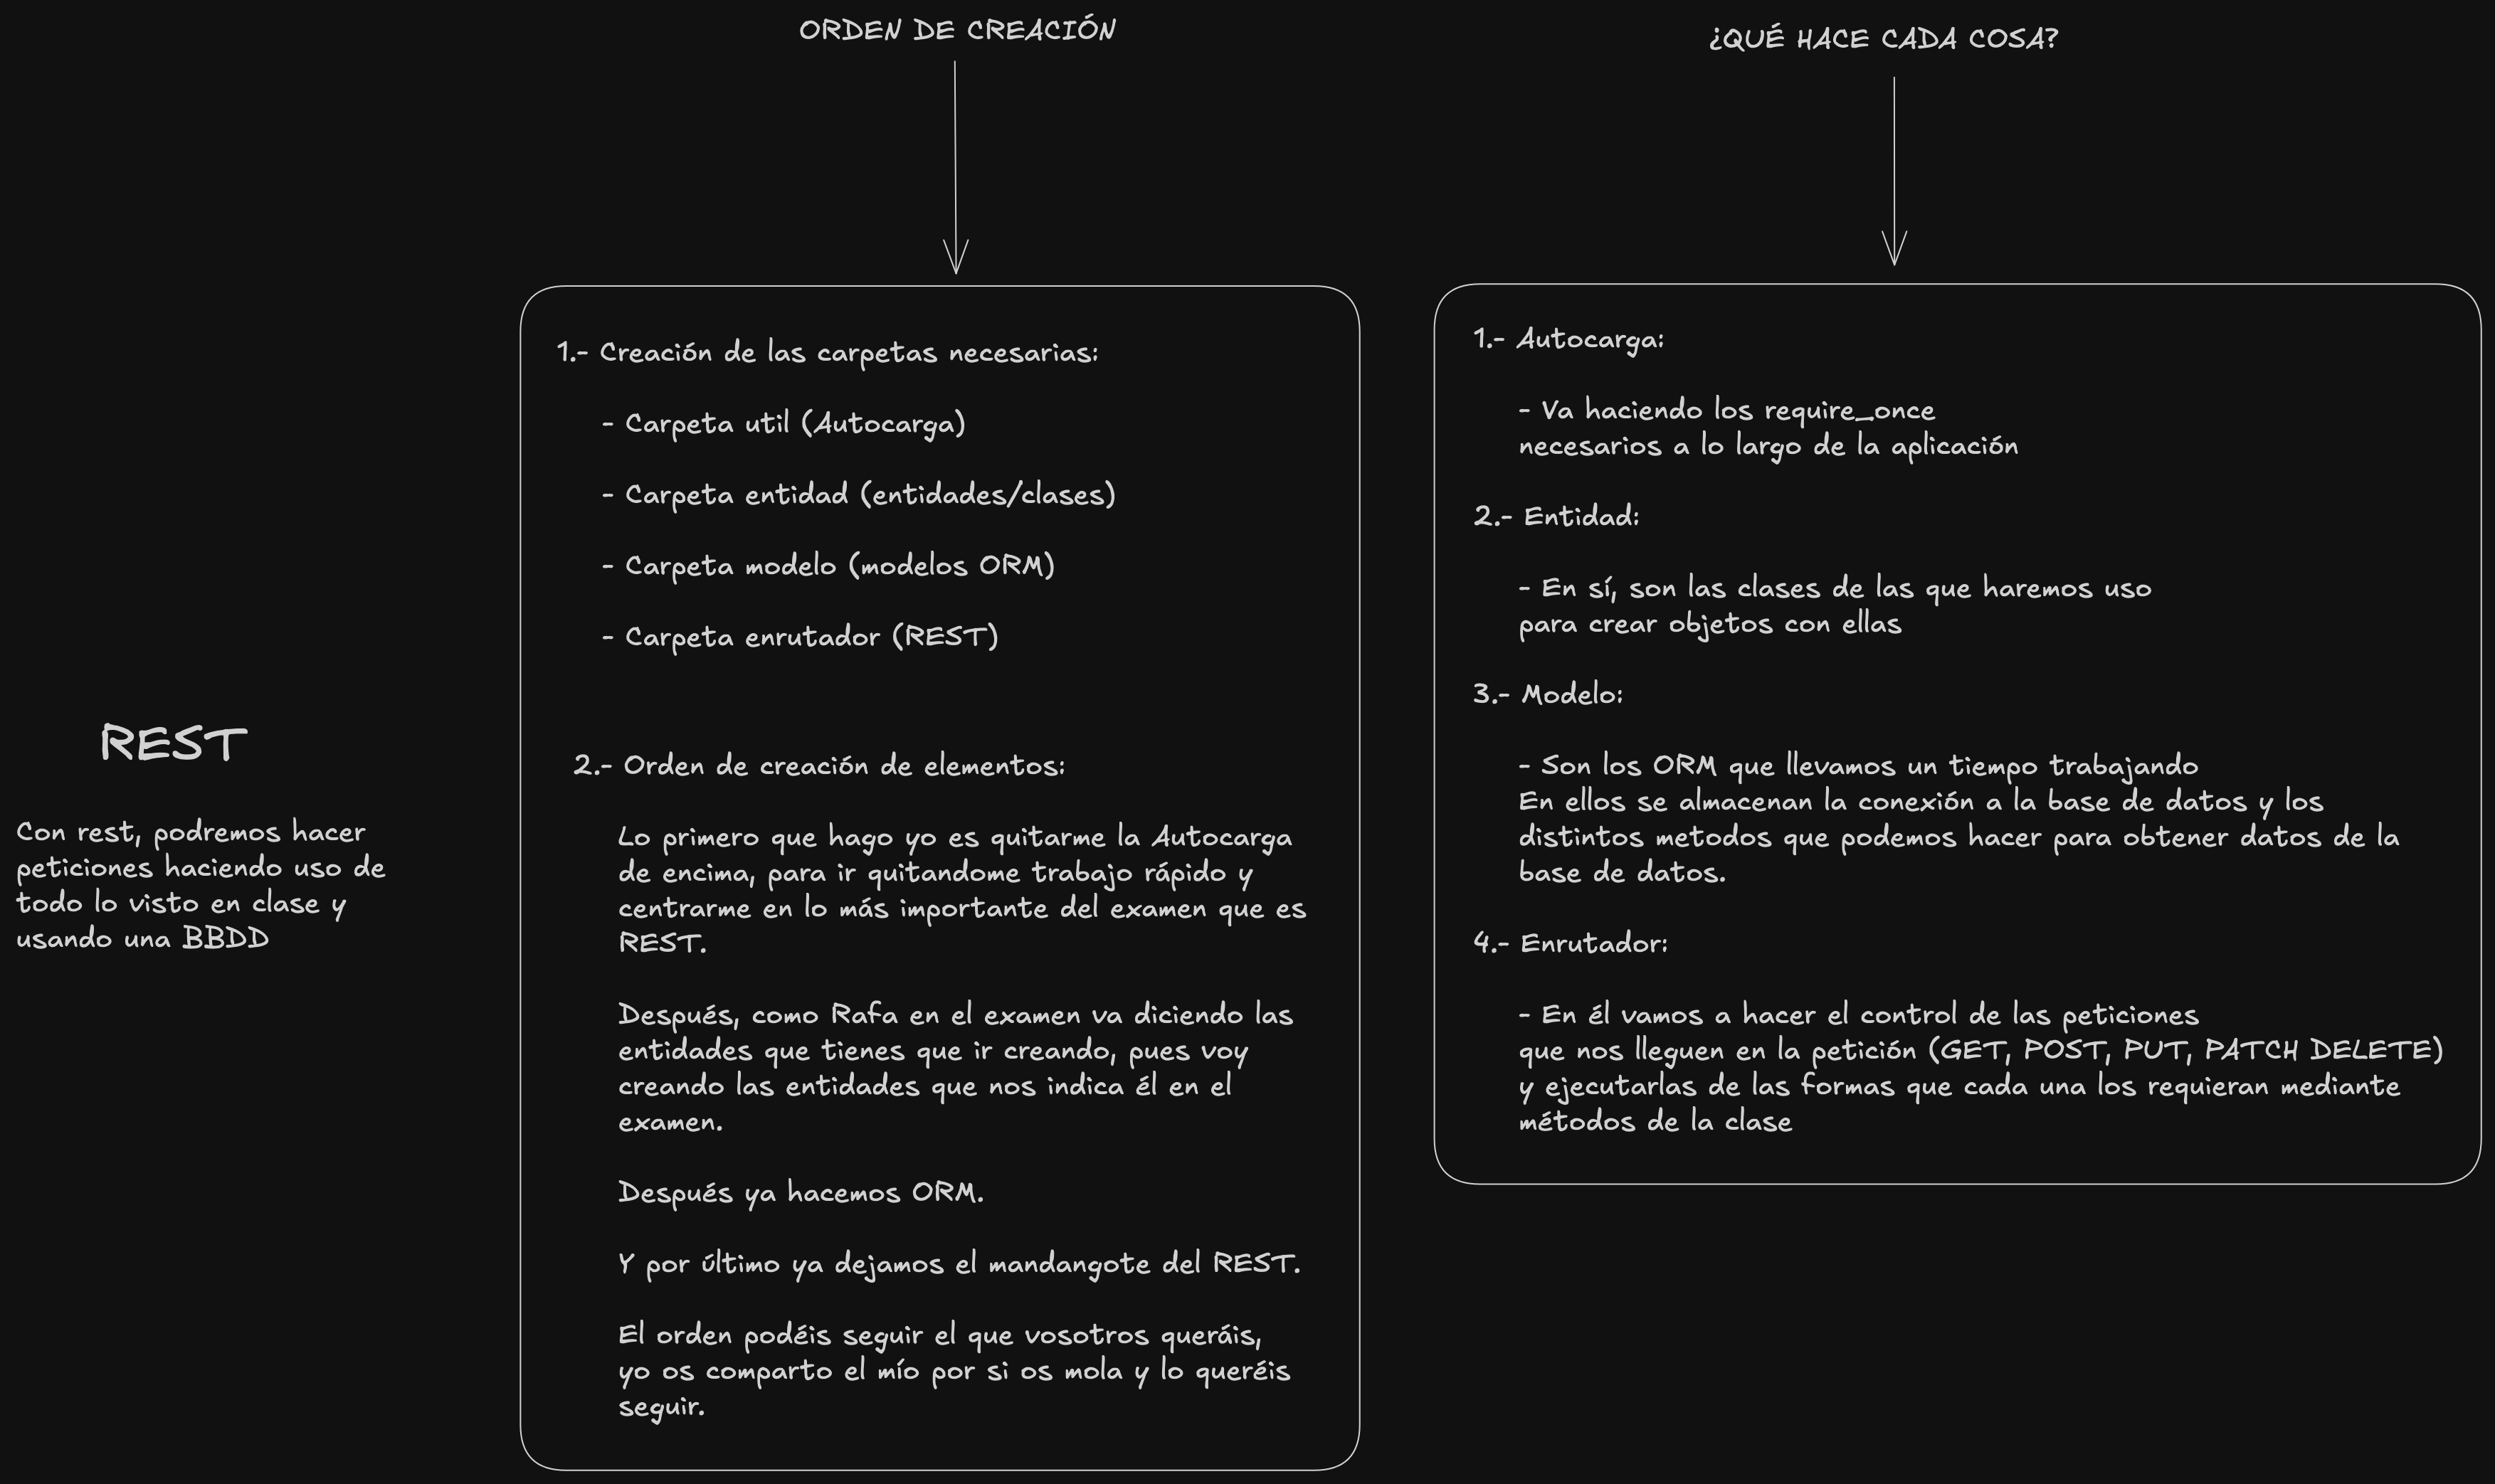 REST
Con rest, podremos hacer
peticiones haciendo uso de
todo lo visto en clase y
usando una BBDD
ORDEN DE CREACIÓN
1.- Creación de las carpetas necesarias:
- Carpeta util (Autocarga)
- Carpeta entidad (entidades/clases)
- Carpeta modelo (modelos ORM)
- Carpeta enrutador (REST)
2.- Orden de creación de elementos:
Lo primero que hago yo es quitarme la Autocarga
de encima, para ir quitandome trabajo rápido y
centrarme en lo más importante del examen que es
REST.
Después, como Rafa en el examen va diciendo las
entidades que tienes que ir creando, pues voy
creando las entidades que nos indica él en el
examen.
Después ya hacemos ORM.
Y por último ya dejamos el mandangote del REST.
El orden podéis seguir el que vosotros queráis,
yo os comparto el mío por si os mola y lo queréis
seguir.
¿QUÉ HACE CADA COSA?
1.- Autocarga:
- Va haciendo los require_once
necesarios a lo largo de la aplicación
2.- Entidad:
- En sí, son las clases de las que haremos uso
para crear objetos con ellas
3.- Modelo:
- Son los ORM que llevamos un tiempo trabajando
En ellos se almacenan la conexión a la base de datos y los
distintos metodos que podemos hacer para obtener datos de la
base de datos.
4.- Enrutador:
- En él vamos a hacer el control de las peticiones
que nos lleguen en la petición (GET, POST, PUT, PATCH DELETE)
y ejecutarlas de las formas que cada una los requieran mediante
métodos de la clase